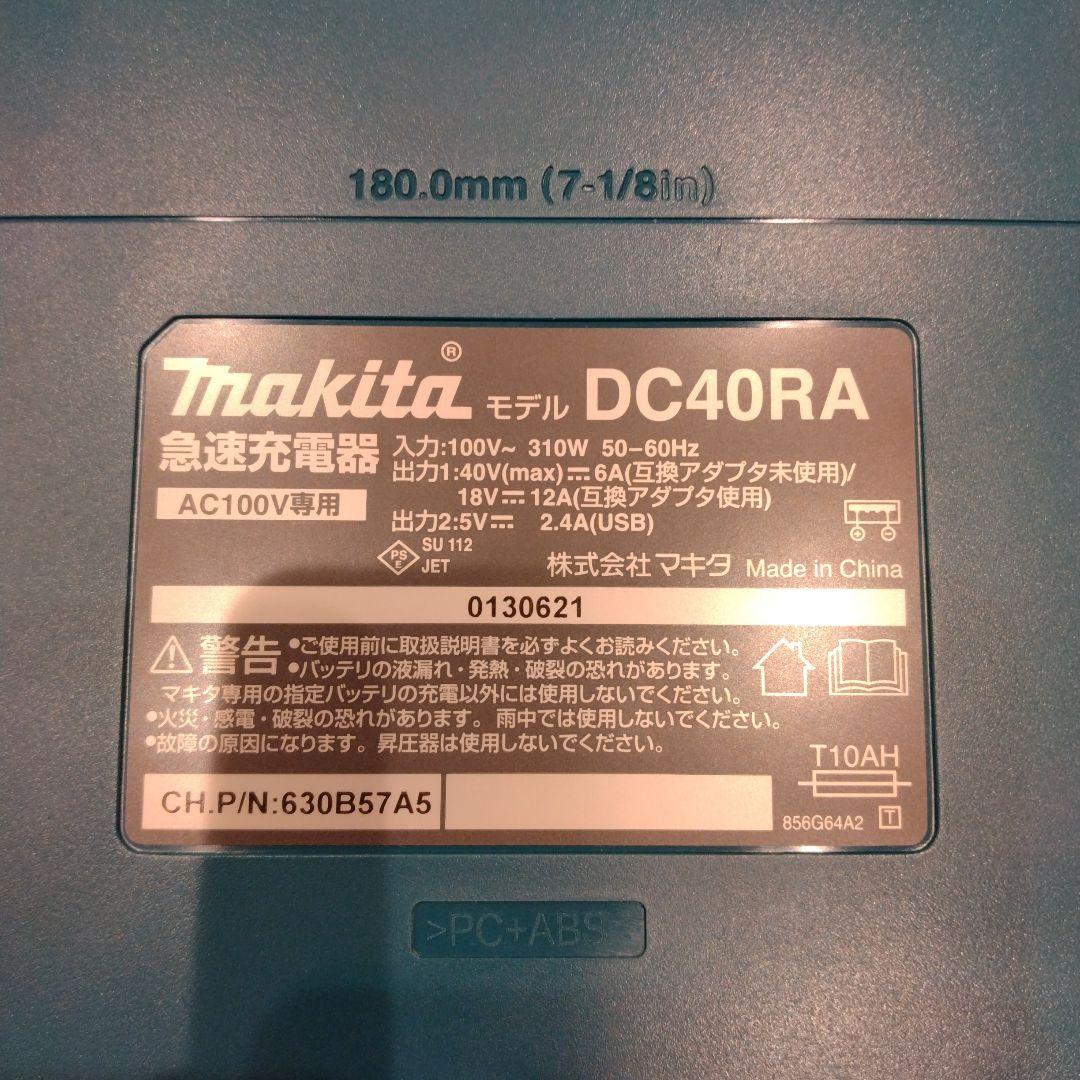 180.0mm (7-1/8in)
makita® モデル DC40RA
急速充電器
AC100V専用
入力:100V~ 310W 50-60Hz
出力1:40V(max)⎓6A(互換アダプタ未使用)/
18V⎓12A(互換アダプタ使用)
出力2:5V⎓ 2.4A(USB)
PSE SU 112
JET
株式会社 マキタ Made in China
0130621
警告 •ご使用前に取扱説明書を必ずよくお読みください。
•バッテリの液漏れ・発熱・破裂の恐れがあります。
マキタ専用の指定バッテリの充電以外には使用しないでください。
•火災・感電・破裂の恐れがあります。雨中では使用しないでください。
•故障の原因になります。昇圧器は使用しないでください。
T10AH
CH.P/N:630B57A5
856G64A2 T
>PC+ABS